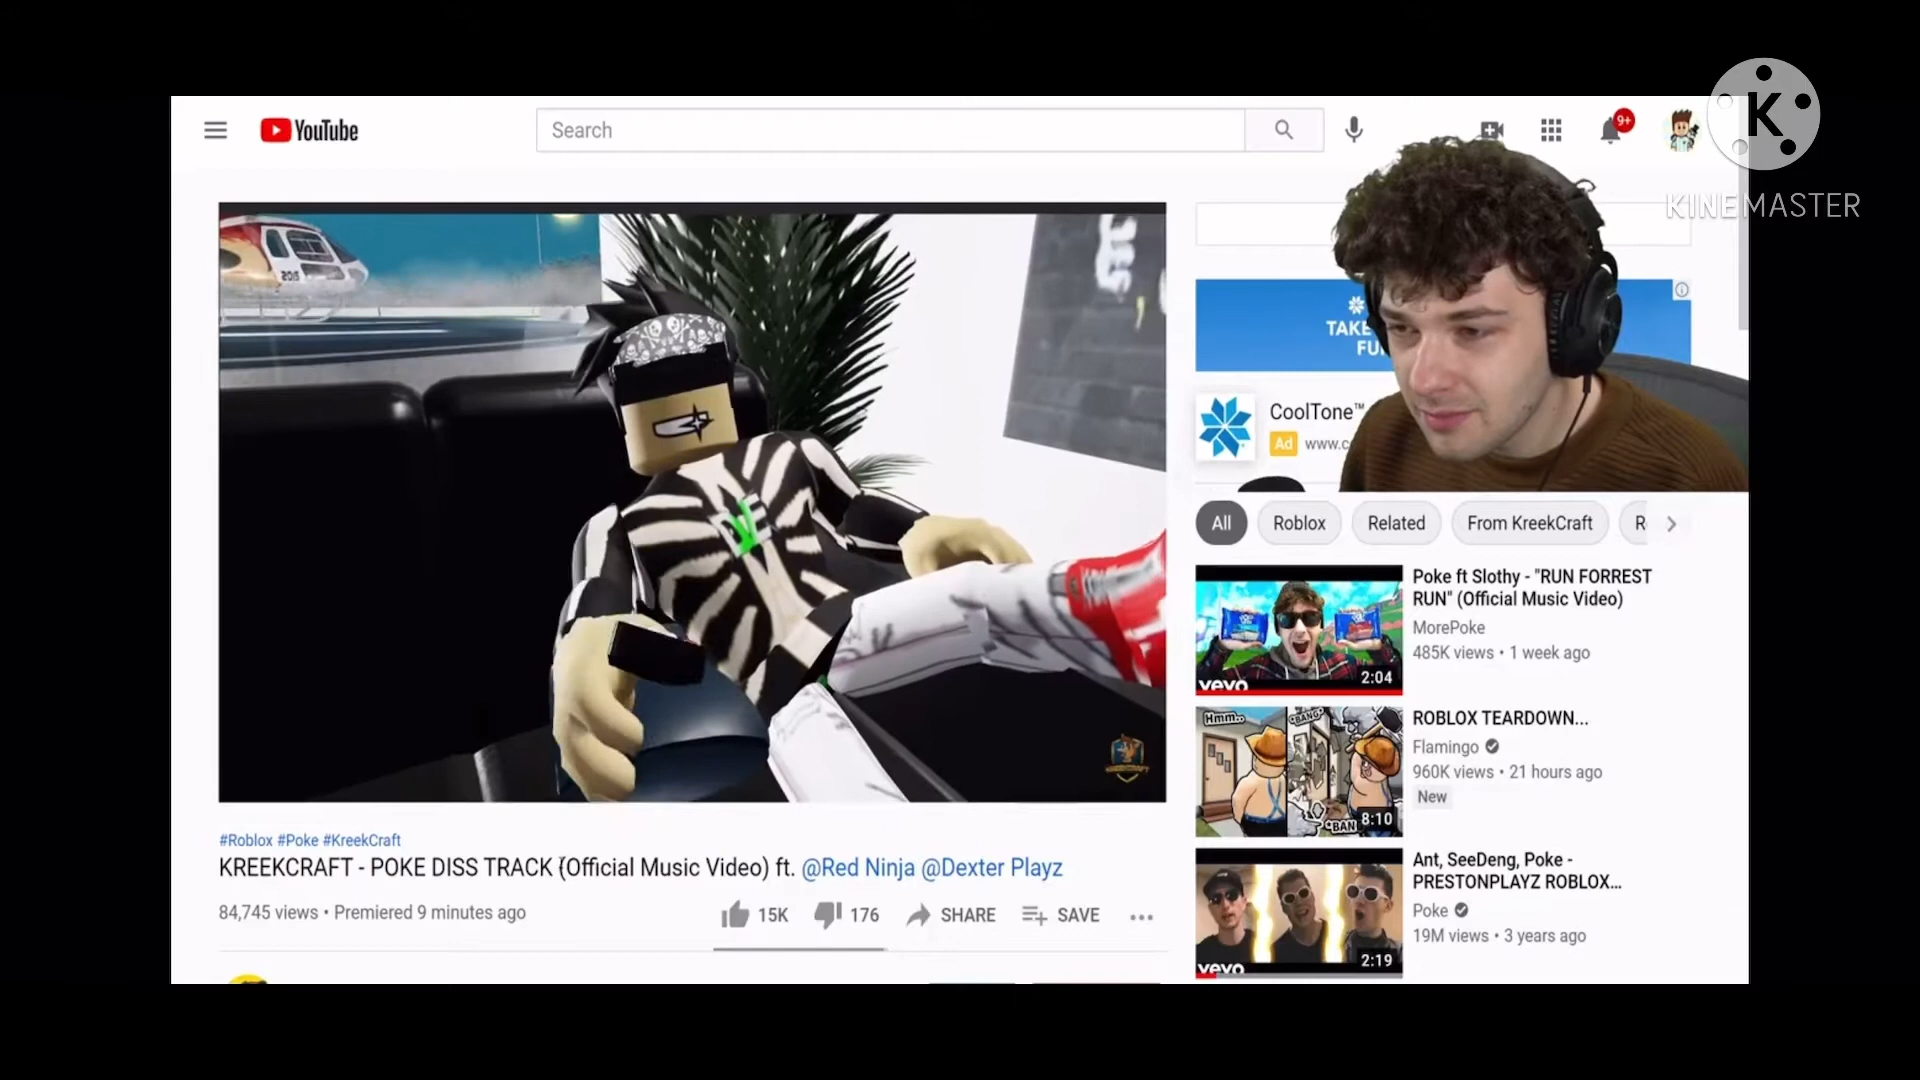 YouTube
Search
9+
K
KINEMASTER
2015
TAKE
FU
CoolTone™
Ad www.c
All
Roblox
Related
From KreekCraft
R
#Roblox #Poke #KreekCraft
KREEKCRAFT - POKE DISS TRACK (Official Music Video) ft. @Red Ninja @Dexter Playz
84,745 views • Premiered 9 minutes ago
15K
176
SHARE
SAVE
Poke ft Slothy - "RUN FORREST
RUN" (Official Music Video)
MorePoke
485K views • 1 week ago
vevo
2:04
Hmm..
*BANG*
*BAN
8:10
ROBLOX TEARDOWN...
Flamingo
960K views • 21 hours ago
New
Ant, SeeDeng, Poke -
PRESTONPLAYZ ROBLOX...
Poke
19M views • 3 years ago
vevo
2:19